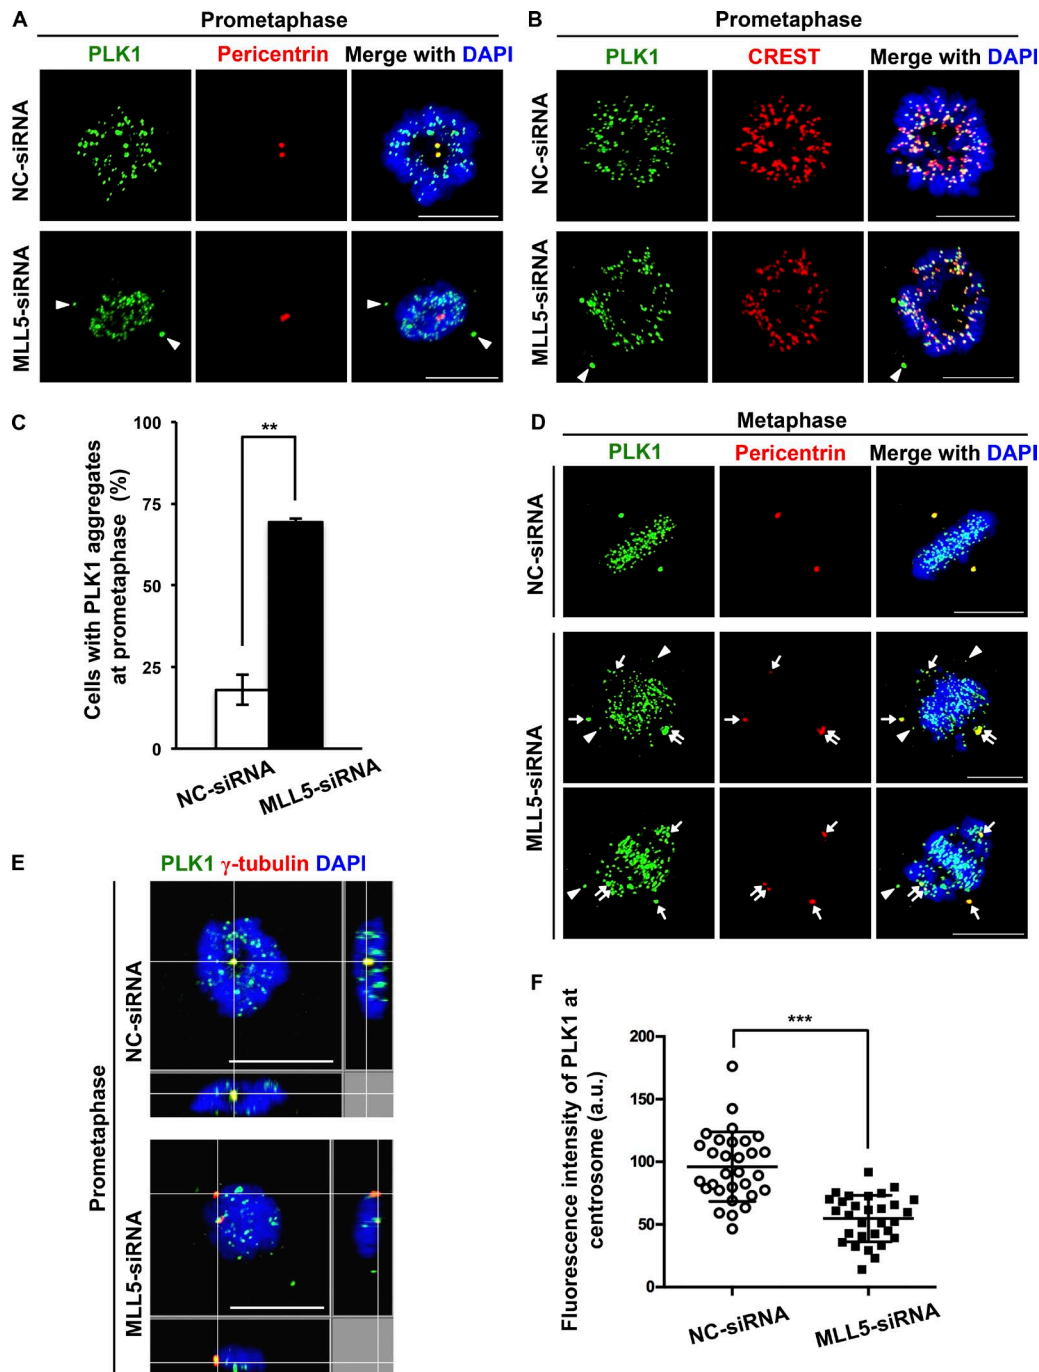 A
Prometaphase
PLK1 Pericentrin Merge with DAPI
NC-siRNA
MLL5-siRNA
B
Prometaphase
PLK1 CREST Merge with DAPI
NC-siRNA
MLL5-siRNA
C
Cells with PLK1 aggregates
at prometaphase (%)
100
75
50
25
0
**
NC-siRNA
MLL5-siRNA
D
Metaphase
PLK1 Pericentrin Merge with DAPI
NC-siRNA
MLL5-siRNA
E
PLK1 γ-tubulin DAPI
Prometaphase
NC-siRNA
MLL5-siRNA
F
Fluorescence intensity of PLK1 at
centrosome (a.u.)
200
150
100
50
0
***
NC-siRNA
MLL5-siRNA